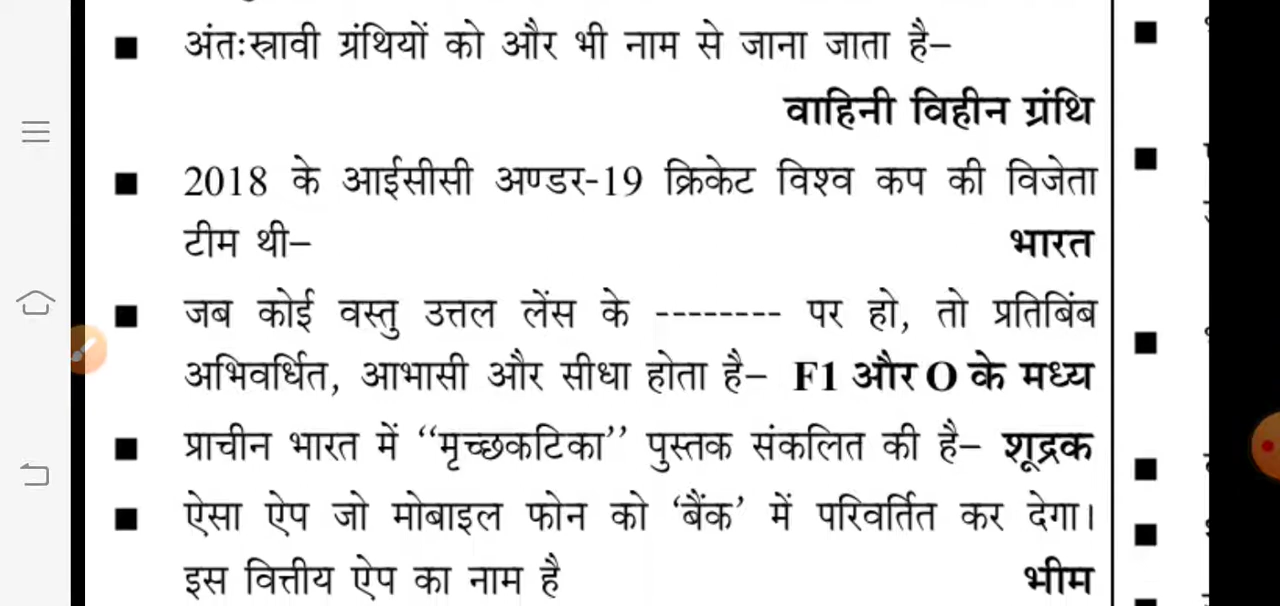 ■ अंतःस्रावी ग्रंथियों को और भी नाम से जाना जाता है–
वाहिनी विहीन ग्रंथि
■ 2018 के आईसीसी अण्डर-19 क्रिकेट विश्व कप की विजेता
टीम थी– भारत
■ जब कोई वस्तु उत्तल लेंस के -------- पर हो, तो प्रतिबिंब
अभिवर्धित, आभासी और सीधा होता है– F1 और O के मध्य
■ प्राचीन भारत में ‘‘मृच्छकटिका’’ पुस्तक संकलित की है– शूद्रक
■ ऐसा ऐप जो मोबाइल फोन को ‘बैंक’ में परिवर्तित कर देगा।
इस वित्तीय ऐप का नाम है भीम